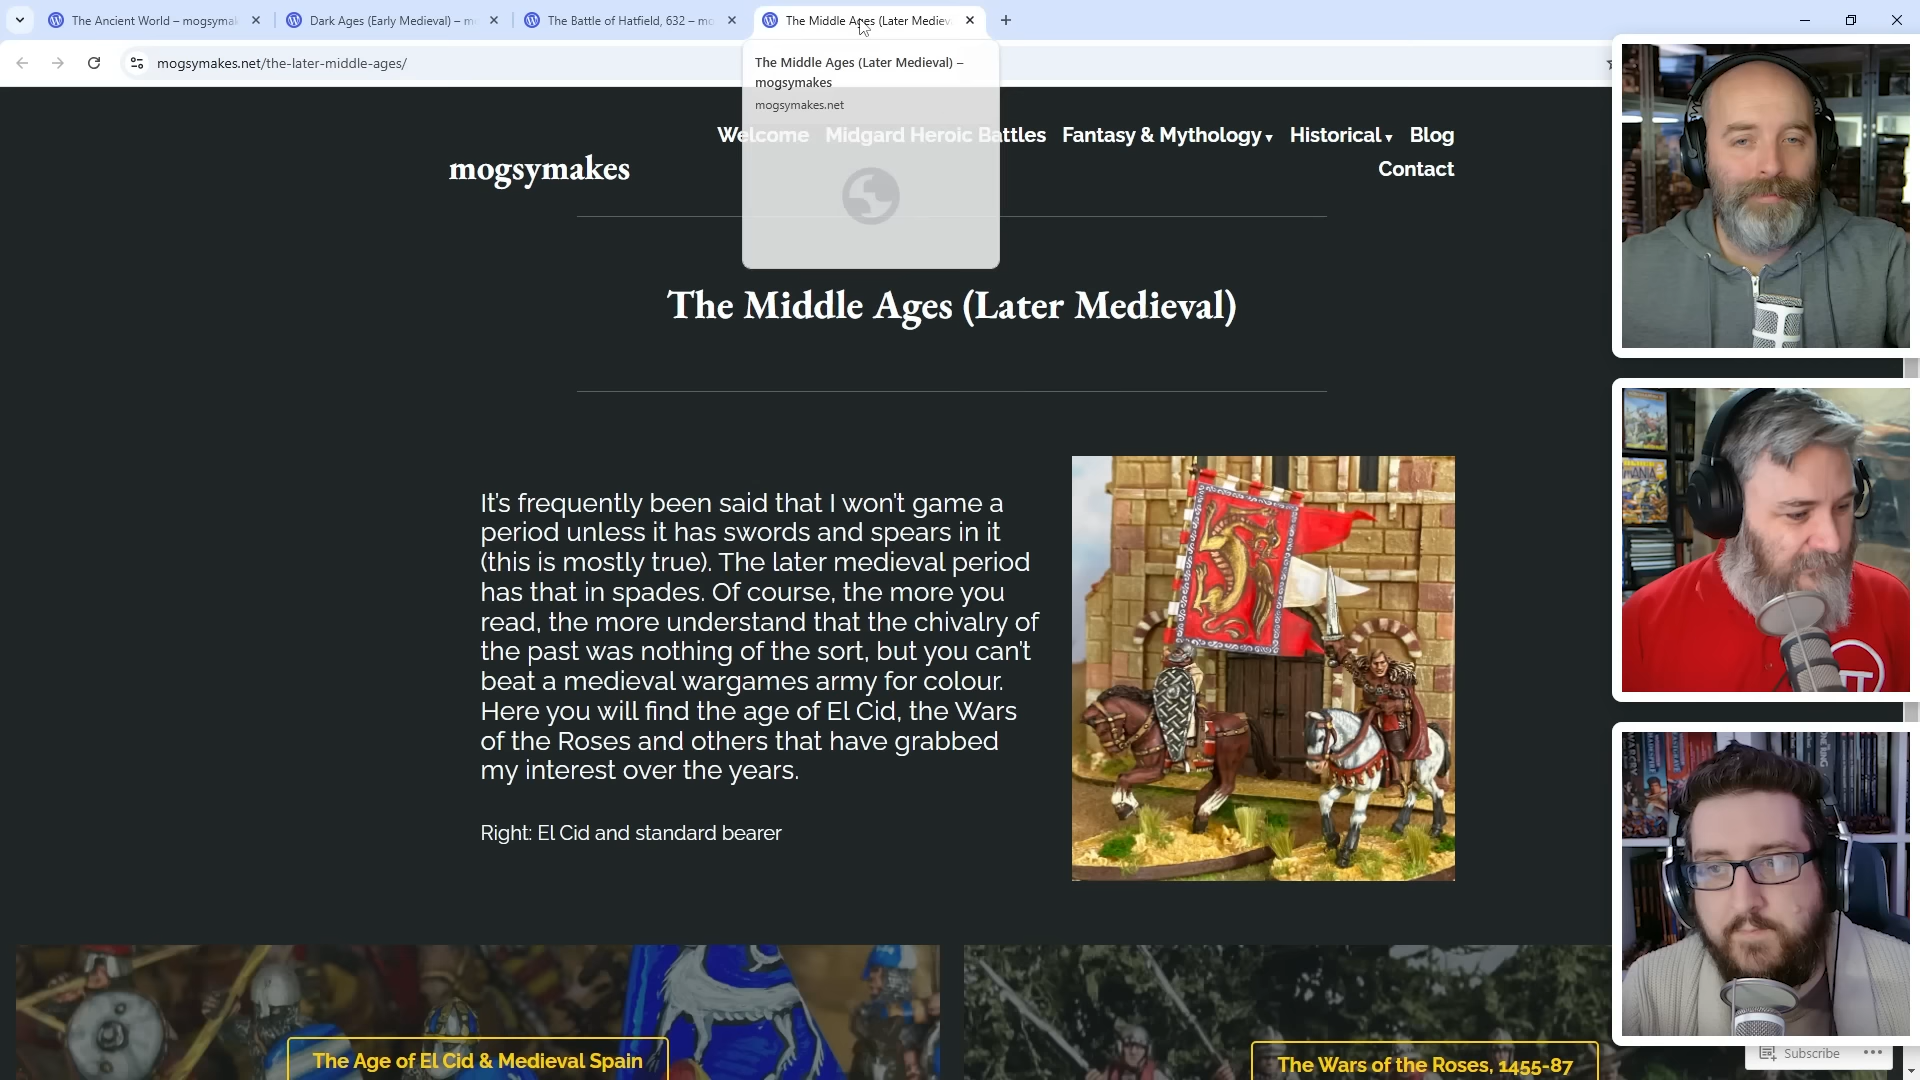 The Ancient World – mogsymak
Dark Ages (Early Medieval) – m
The Battle of Hatfield, 632 – mo
The Middle Ages (Later Mediev
mogsymakes.net/the-later-middle-ages/
The Middle Ages (Later Medieval) –
mogsymakes
mogsymakes.net
Welcome Midgard Heroic Battles Fantasy & Mythology▾ Historical▾ Blog
Contact
mogsymakes
The Middle Ages (Later Medieval)
It's frequently been said that I won't game a
period unless it has swords and spears in it
(this is mostly true). The later medieval period
has that in spades. Of course, the more you
read, the more understand that the chivalry of
the past was nothing of the sort, but you can't
beat a medieval wargames army for colour.
Here you will find the age of El Cid, the Wars
of the Roses and others that have grabbed
my interest over the years.
Right: El Cid and standard bearer
The Age of El Cid & Medieval Spain
The Wars of the Roses, 1455-87
Subscribe